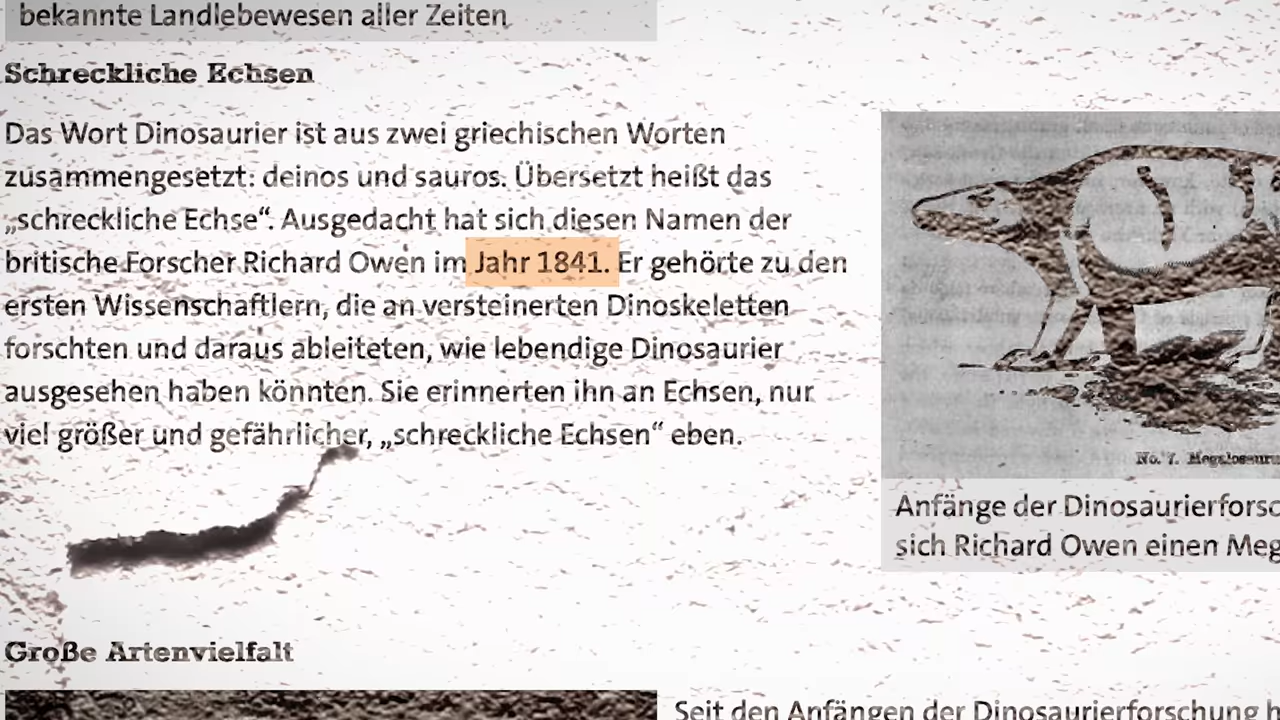 bekannte Landlebewesen aller Zeiten
Schreckliche Echsen
Das Wort Dinosaurier ist aus zwei griechischen Worten
zusammengesetzt: deinos und sauros. Übersetzt heißt das
„schreckliche Echse“. Ausgedacht hat sich diesen Namen der
britische Forscher Richard Owen im Jahr 1841. Er gehörte zu den
ersten Wissenschaftlern, die an versteinerten Dinoskeletten
forschten und daraus ableiteten, wie lebendige Dinosaurier
ausgesehen haben könnten. Sie erinnerten ihn an Echsen, nur
viel größer und gefährlicher, „schreckliche Echsen“ eben.
No. 7. Megalosauru
Anfänge der Dinosaurierforsc
sich Richard Owen einen Meg
Große Artenvielfalt
Seit den Anfängen der Dinosaurierforschung h